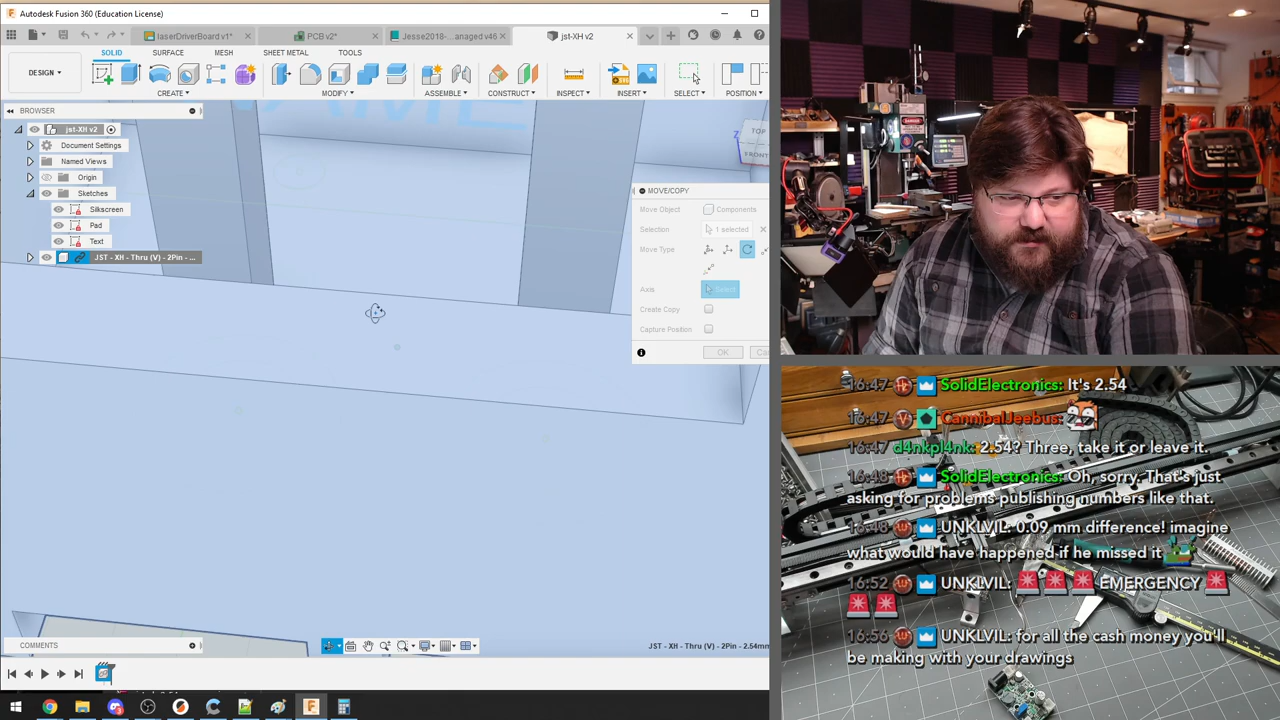 Autodesk Fusion 360 (Education License)
laserDriverBoard v1*
PCB v2*
Jesse2018-...anaged v46
jst-XH v2
SOLID
SURFACE
MESH
SHEET METAL
TOOLS
DESIGN
CREATE
MODIFY
ASSEMBLE
CONSTRUCT
INSPECT
INSERT
SELECT
POSITION
BROWSER
jst-XH v2
Document Settings
Named Views
Origin
Sketches
Silkscreen
Pad
Text
JST - XH - Thru (V) - 2Pin - ...
Z
TOP
FRONT
MOVE/COPY
Move Object
Components
Selection
1 selected
Move Type
Axis
Select
Create Copy
Capture Position
OK
COMMENTS
JST - XH - Thru (V) - 2Pin - 2.54mm
DANGER
16:47 SolidElectronics: It's 2.54
16:47 CannibalJeebus:
16:47 d4nkpl4nk: 2.54? Three, take it or leave it.
16:48 SolidElectronics: Oh, sorry. That's just
asking for problems publishing numbers like that.
16:48 UNKLVIL: 0.09 mm difference! imagine
what would have happened if he missed it
16:52 UNKLVIL: EMERGENCY
16:56 UNKLVIL: for all the cash money you'll
be making with your drawings